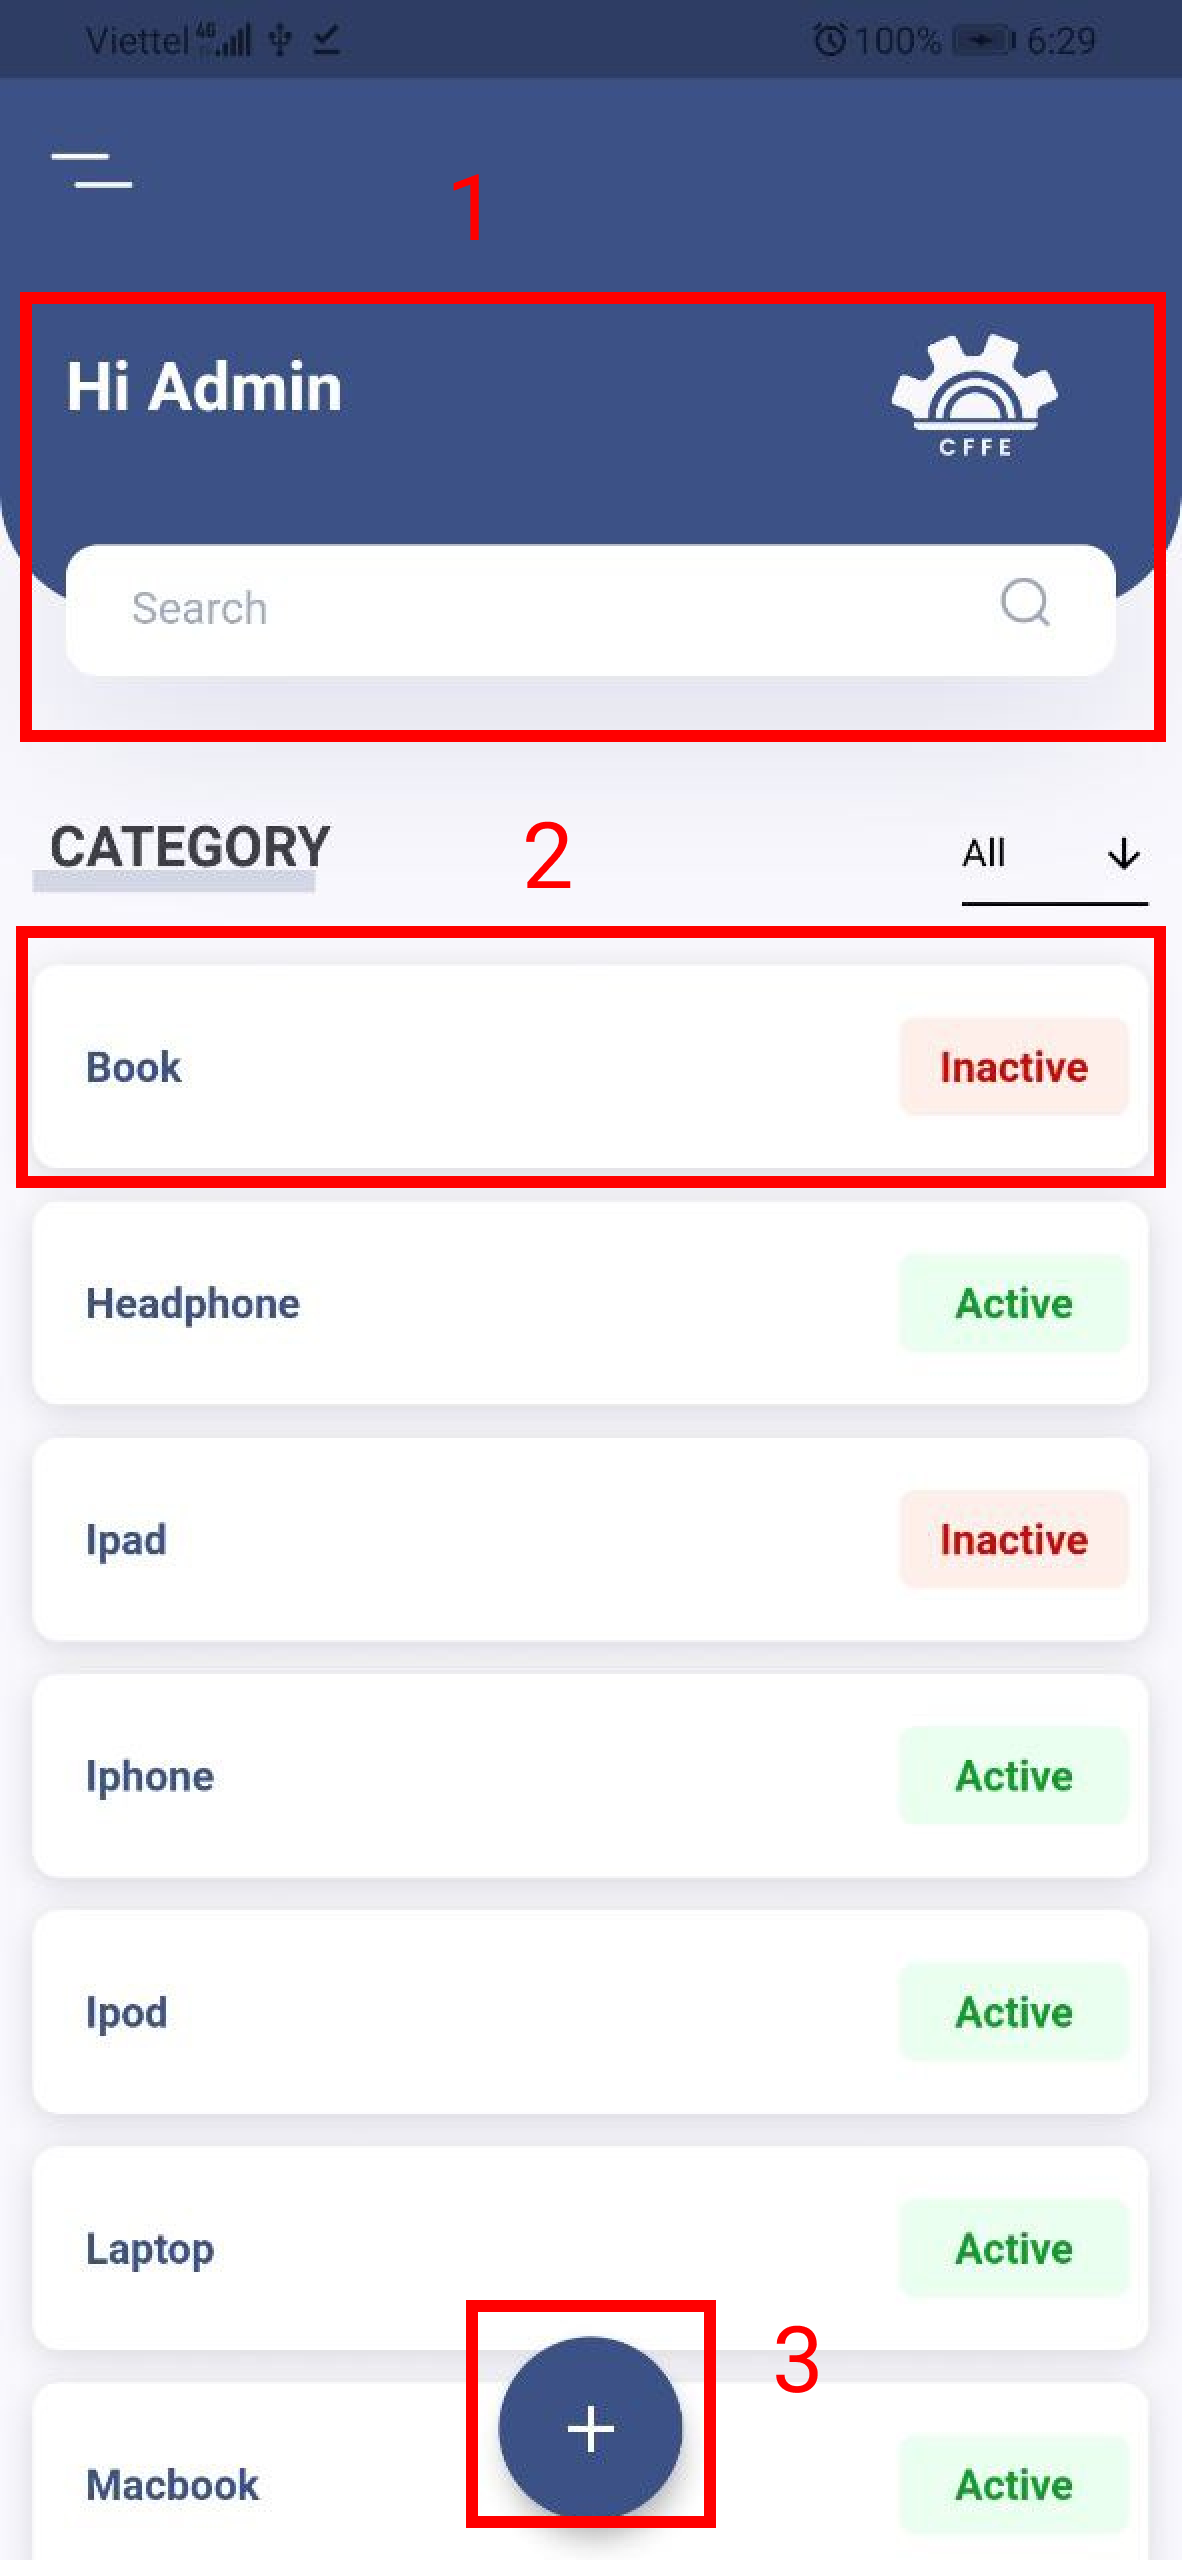 Viettel 4G 100% 6:29
1
Hi Admin
CFFE
Search
CATEGORY 2 All
Book Inactive
Headphone Active
Ipad Inactive
Iphone Active
Ipod Active
Laptop Active
3
+
Macbook Active